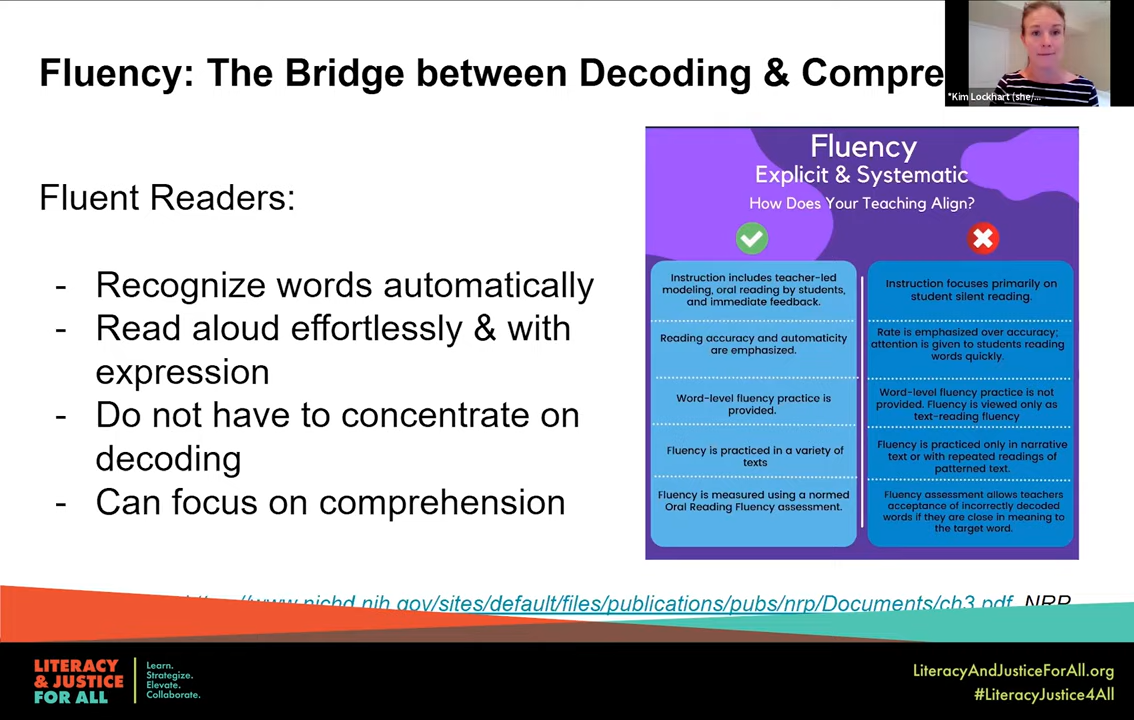 Fluency: The Bridge between Decoding & Compre
*Kim Lockhart (she/...
Fluent Readers:
- Recognize words automatically
- Read aloud effortlessly & with
expression
- Do not have to concentrate on
decoding
- Can focus on comprehension
Fluency
Explicit & Systematic
How Does Your Teaching Align?
Instruction includes teacher-led
modeling, oral reading by students,
and immediate feedback.
Reading accuracy and automaticity
are emphasized.
Word-level fluency practice is
provided.
Fluency is practiced in a variety of
texts
Fluency is measured using a normed
Oral Reading Fluency assessment.
Instruction focuses primarily on
student silent reading.
Rate is emphasized over accuracy;
attention is given to students reading
words quickly.
Word-level fluency practice is not
provided. Fluency is viewed only as
text-reading fluency
Fluency is practiced only in narrative
text or with repeated readings of
patterned text.
Fluency assessment allows teachers
acceptance of incorrectly decoded
words if they are close in meaning to
the target word.
https://www.nichd.nih.gov/sites/default/files/publications/pubs/nrp/Documents/ch3.pdf NRP
LITERACY
& JUSTICE
FOR ALL
Learn.
Strategize.
Elevate.
Collaborate.
LiteracyAndJusticeForAll.org
#LiteracyJustice4All